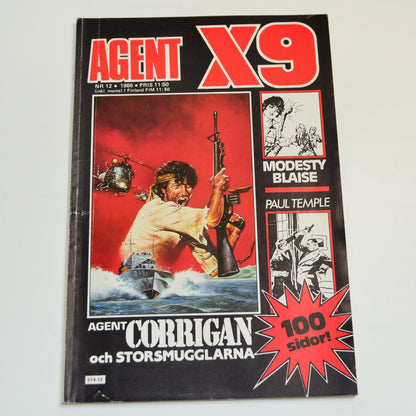 AGENT X9
NR 12 • 1986 • PRIS 11:50
(inkl. moms) I Finland FIM 11:50
MODESTY
BLAISE
PAUL TEMPLE
AGENT CORRIGAN
och STORSMUGGLARNA
100
sidor!
574-12